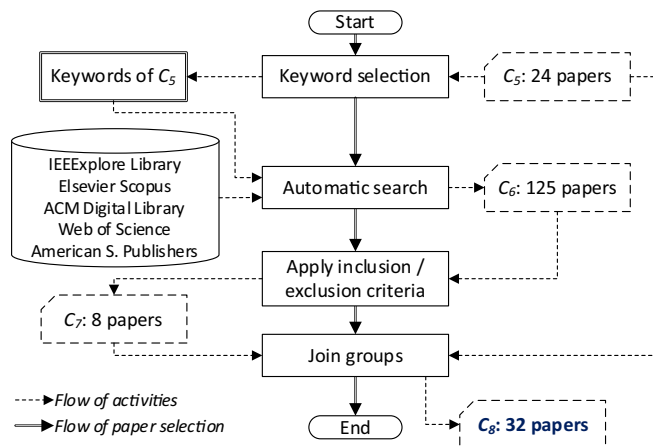 Start
Keywords of C5
Keyword selection
C5: 24 papers
IEEExplore Library
Elsevier Scopus
ACM Digital Library
Web of Science
American S. Publishers
Automatic search
C6: 125 papers
Apply inclusion /
exclusion criteria
C7: 8 papers
Join groups
Flow of activities
Flow of paper selection
End
C8: 32 papers